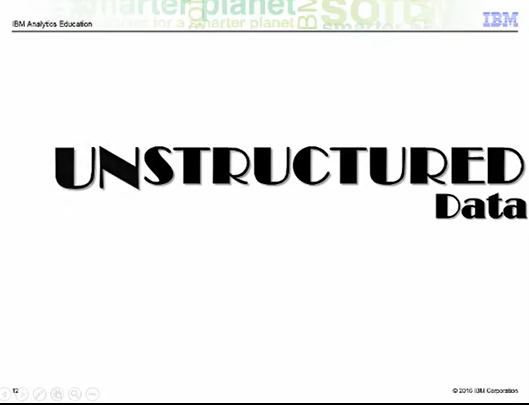 IBM Analytics Education
IBM
UNSTRUCTURED
Data
12
© 2016 IBM Corporation